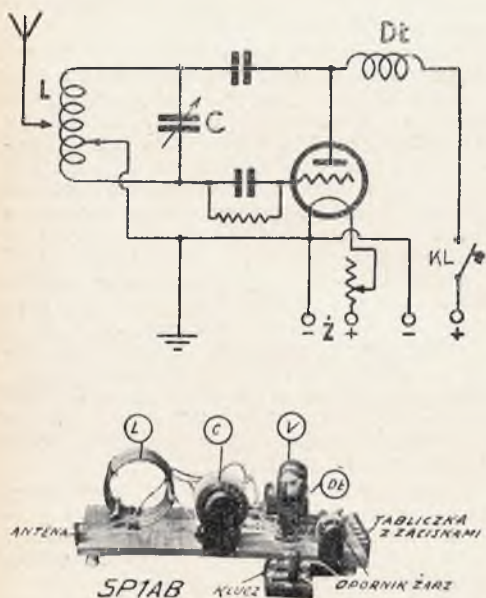 Dł
L
C
KL
- Ż + - +
L
C
V
DŁ
ANTENA
TABLICZKA
Z ZACISKAMI
SP1AB
KLUCZ
OPORNIK ŻARZ